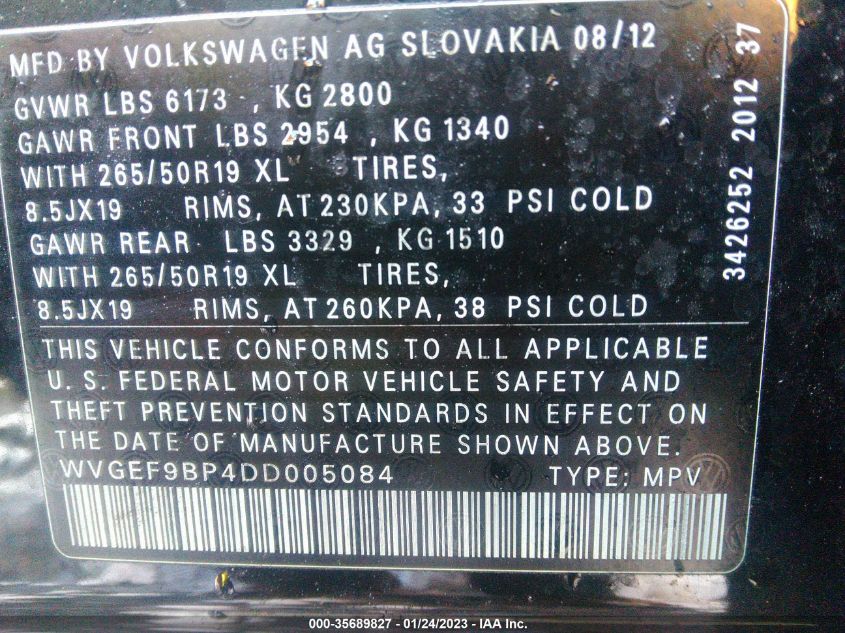 MFD BY VOLKSWAGEN AG SLOVAKIA 08/12
GVWR LBS 6173 , KG 2800
GAWR FRONT LBS 2954 , KG 1340
WITH 265/50R19 XL TIRES,
8.5JX19 RIMS, AT 230KPA, 33 PSI COLD
GAWR REAR LBS 3329 , KG 1510
WITH 265/50R19 XL TIRES,
8.5JX19 RIMS, AT 260KPA, 38 PSI COLD
THIS VEHICLE CONFORMS TO ALL APPLICABLE
U. S. FEDERAL MOTOR VEHICLE SAFETY AND
THEFT PREVENTION STANDARDS IN EFFECT ON
THE DATE OF MANUFACTURE SHOWN ABOVE.
WVGEF9BP4DD005084 TYPE: MPV
3426252 2012 37
000-35689827 - 01/24/2023 - IAA Inc.